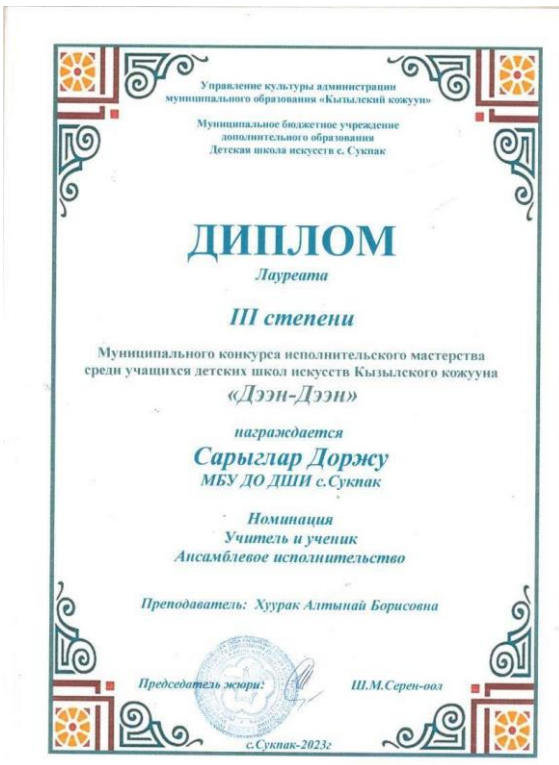 Управление культуры администрации
муниципального образования «Кызылский кожуун»
Муниципальное бюджетное учреждение
дополнительного образования
Детская школа искусств с. Сукпак
ДИПЛОМ
Лауреата
III степени
Муниципального конкурса исполнительского мастерства
среди учащихся детских школ искусств Кызылского кожууна
«Дээн-Дээн»
награждается
Сарыглар Доржу
МБУ ДО ДШИ с.Сукпак
Номинация
Учитель и ученик
Ансамблевое исполнительство
Преподаватель: Хуурак Алтынай Борисовна
Председатель жюри: Ш.М.Серен-оол
с.Сукпак-2023г